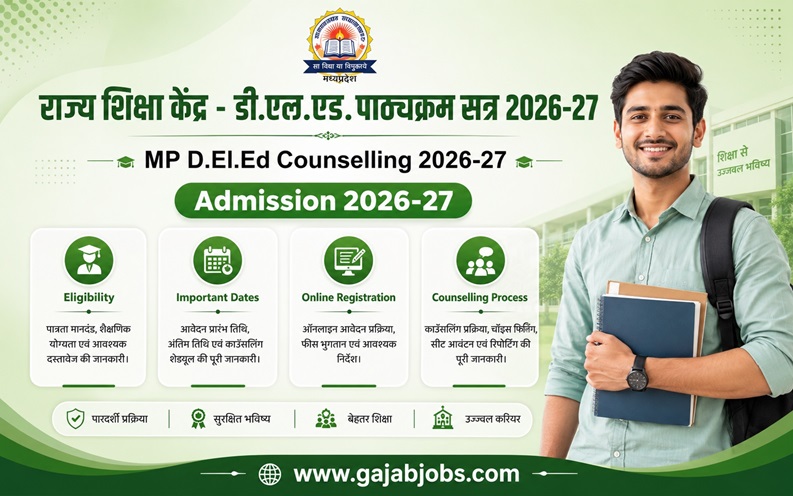 सा विद्या या विमुक्तये
मध्यप्रदेश
राज्य शिक्षा केंद्र - डी.एल.एड. पाठ्यक्रम सत्र 2026-27
MP D.El.Ed Counselling 2026-27
Admission 2026-27
शिक्षा से
उज्जवल भविष्य
Eligibility
पात्रता मानदंड, शैक्षणिक
योग्यता एवं आवश्यक
दस्तावेज की जानकारी।
Important Dates
आवेदन प्रारंभ तिथि,
अंतिम तिथि एवं काउंसलिंग
शेडयूल की पूरी जानकारी।
Online Registration
ऑनलाइन आवेदन प्रक्रिया,
फीस भुगतान एवं आवश्यक
निर्देश।
Counselling Process
काउंसलिंग प्रक्रिया, चॉइस फिलिंग,
सीट आवंटन एवं रिपोर्टिंग की
पूरी जानकारी।
पारदर्शी प्रक्रिया
सुरक्षित भविष्य
बेहतर शिक्षा
उज्ज्वल करियर
www.gajabjobs.com